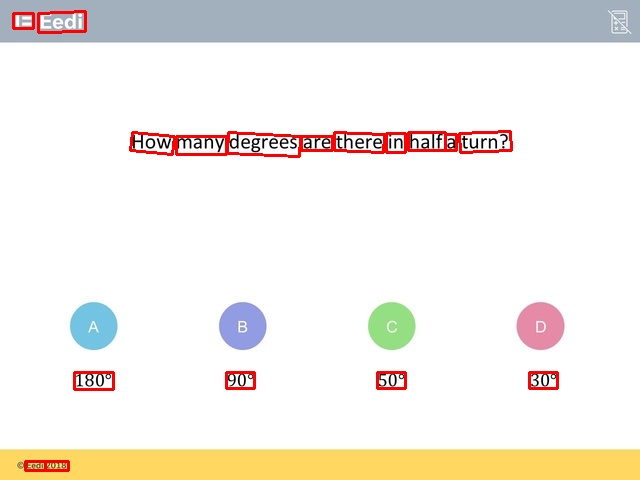 Eedi
How many degrees are there in half a turn?
A
B
C
D
180°
90°
50°
30°
© Eedi 2018